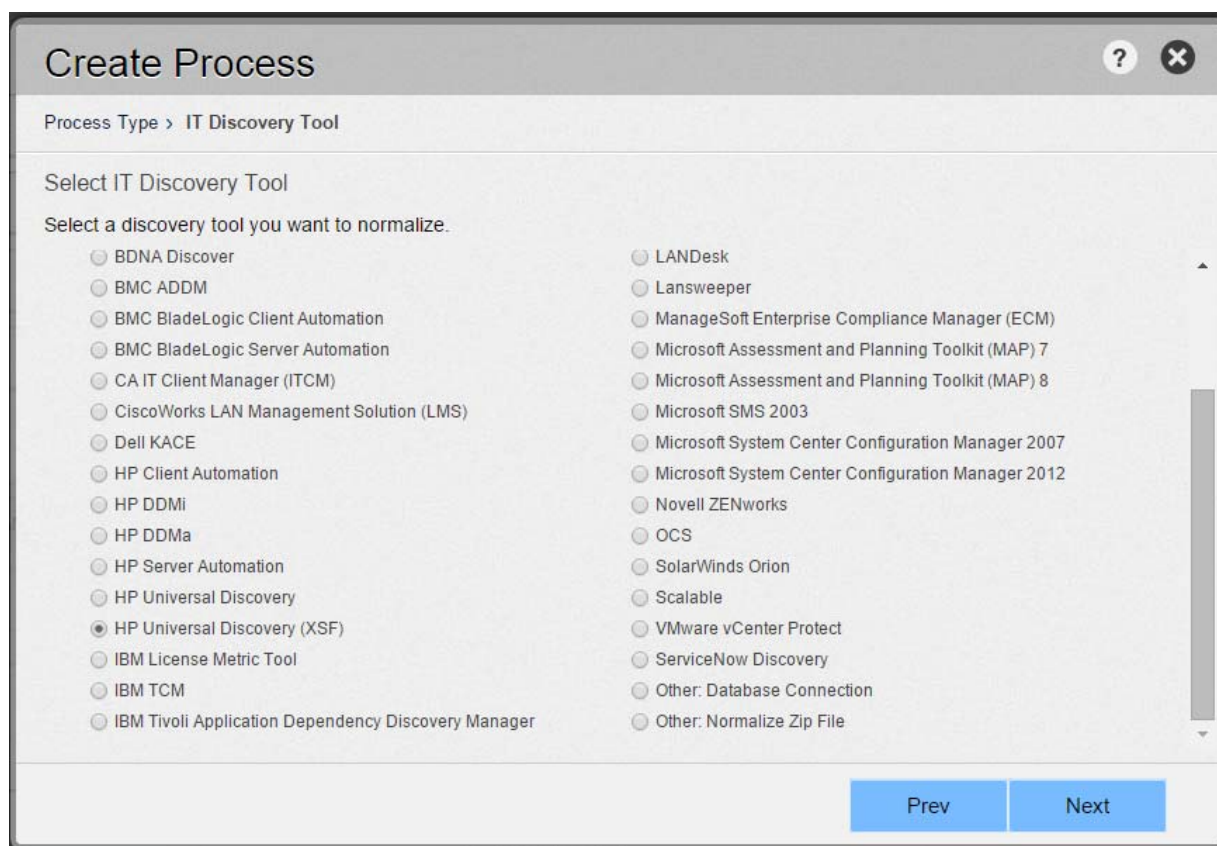 Create Process
?
Process Type › IT Discovery Tool
Select IT Discovery Tool
Select a discovery tool you want to normalize.
BDNA Discover
BMC ADDM
BMC BladeLogic Client Automation
BMC BladeLogic Server Automation
CA IT Client Manager (ITCM)
CiscoWorks LAN Management Solution (LMS)
Dell KACE
HP Client Automation
HP DDMi
HP DDMa
HP Server Automation
HP Universal Discovery
HP Universal Discovery (XSF)
IBM License Metric Tool
IBM TCM
IBM Tivoli Application Dependency Discovery Manager
LANDesk
Lansweeper
ManageSoft Enterprise Compliance Manager (ECM)
Microsoft Assessment and Planning Toolkit (MAP) 7
Microsoft Assessment and Planning Toolkit (MAP) 8
Microsoft SMS 2003
Microsoft System Center Configuration Manager 2007
Microsoft System Center Configuration Manager 2012
Novell ZENworks
OCS
SolarWinds Orion
Scalable
VMware vCenter Protect
ServiceNow Discovery
Other: Database Connection
Other: Normalize Zip File
Prev
Next